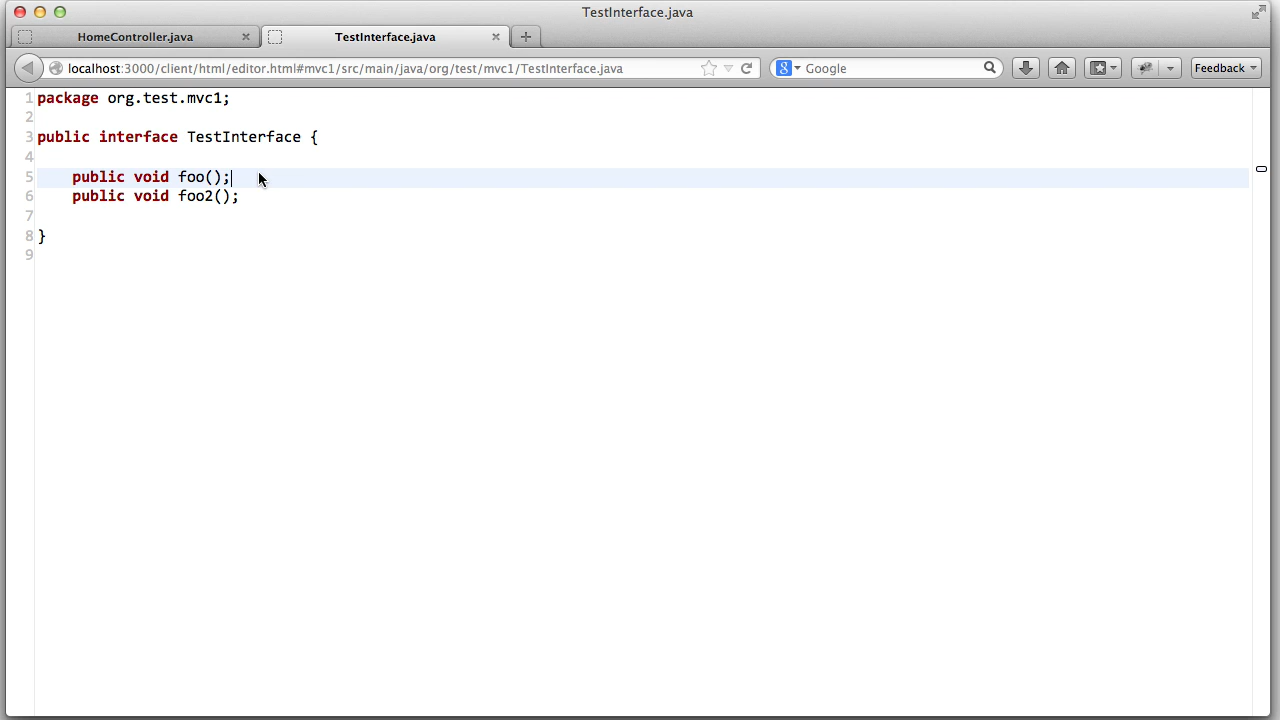 TestInterface.java
HomeController.java
TestInterface.java
localhost:3000/client/html/editor.html#mvc1/src/main/java/org/test/mvc1/TestInterface.java
8 Google
Feedback
1 package org.test.mvc1;
2
3 public interface TestInterface {
4
5 public void foo();
6 public void foo2();
7
8 }
9